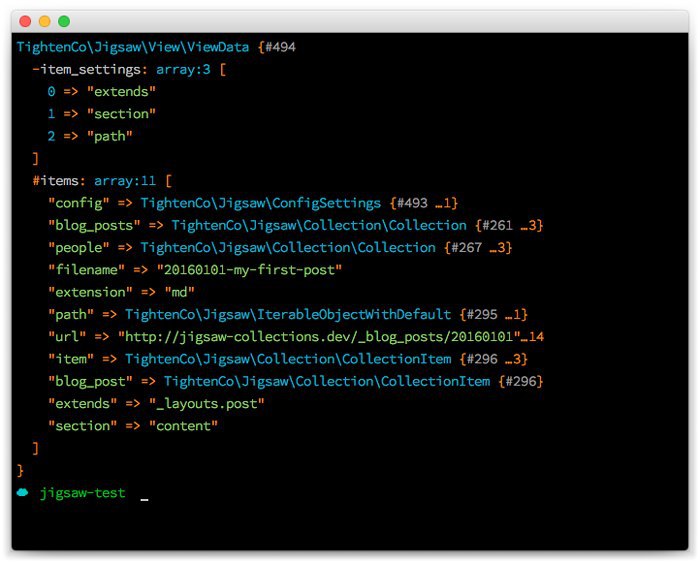 TightenCo\Jigsaw\View\ViewData {#494
-item_settings: array:3 [
0 => "extends"
1 => "section"
2 => "path"
]
#items: array:11 [
"config" => TightenCo\Jigsaw\ConfigSettings {#493 …1}
"blog_posts" => TightenCo\Jigsaw\Collection\Collection {#261 …3}
"people" => TightenCo\Jigsaw\Collection\Collection {#267 …3}
"filename" => "20160101-my-first-post"
"extension" => "md"
"path" => TightenCo\Jigsaw\IterableObjectWithDefault {#295 …1}
"url" => "http://jigsaw-collections.dev/_blog_posts/20160101"…14
"item" => TightenCo\Jigsaw\Collection\CollectionItem {#296 …3}
"blog_post" => TightenCo\Jigsaw\Collection\CollectionItem {#296}
"extends" => "_layouts.post"
"section" => "content"
]
}
jigsaw-test _